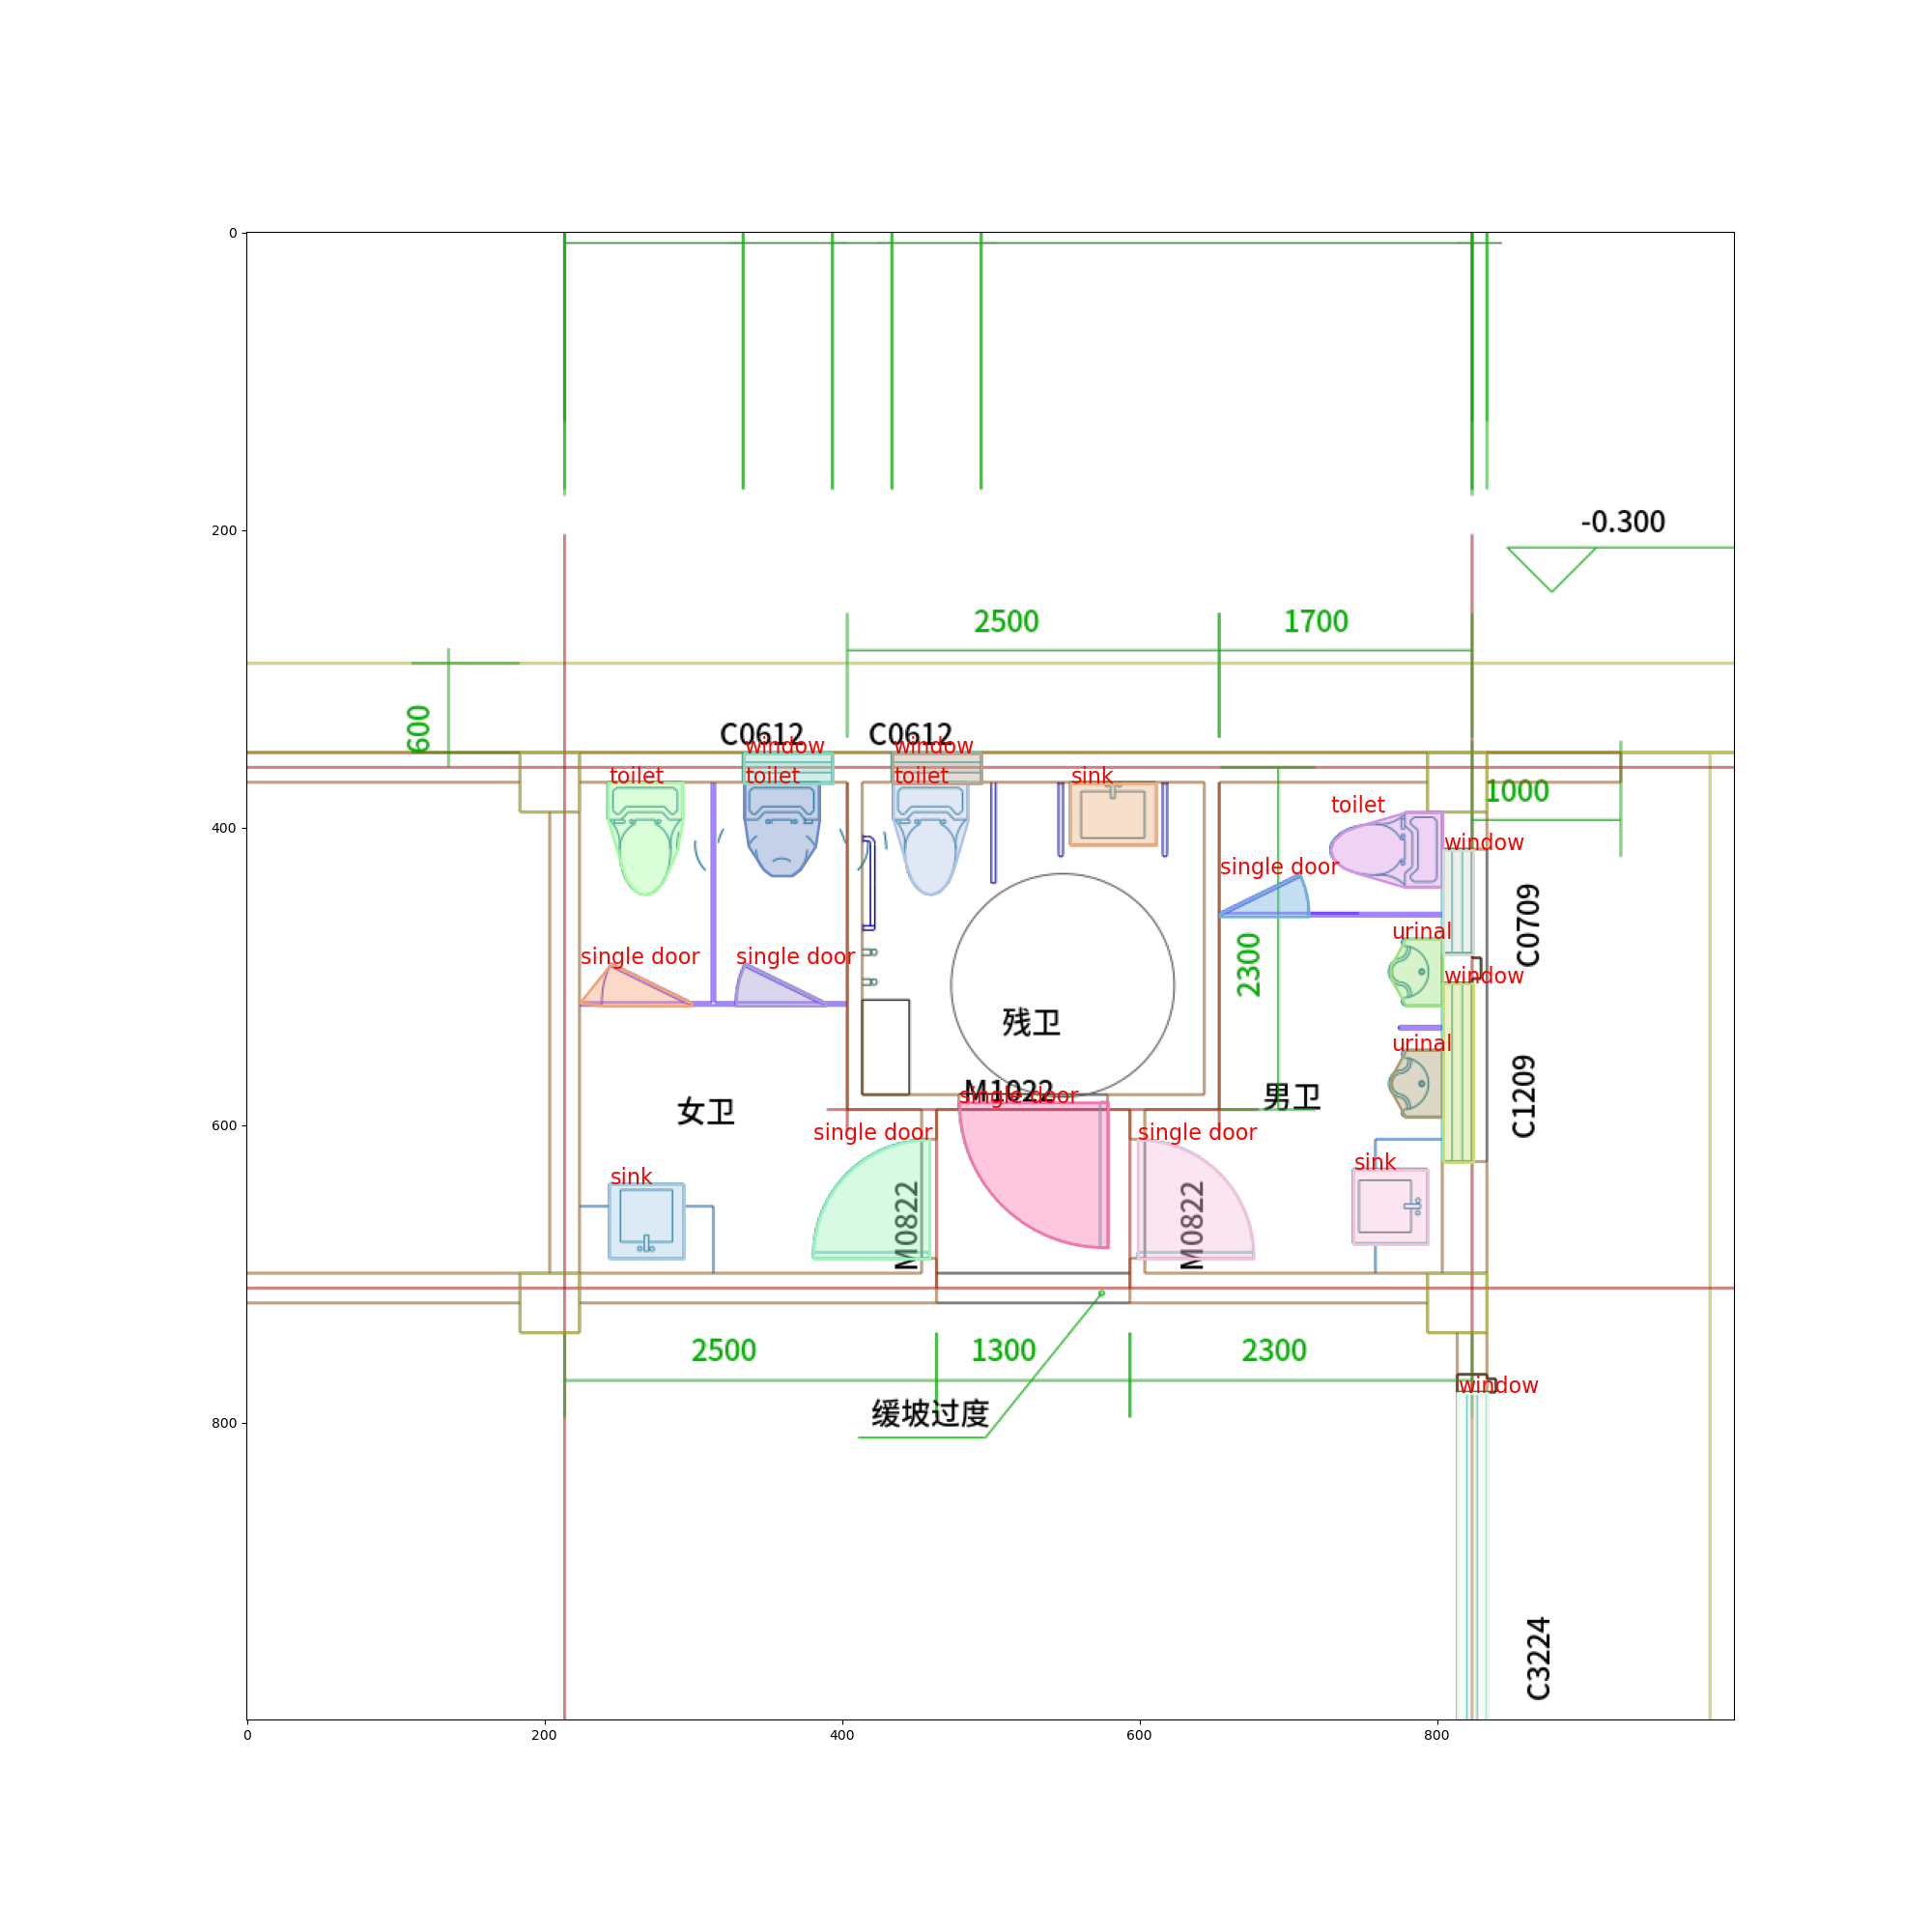 0
200
-0.300
2500
1700
600
C0612
C0612
window
window
toilet
toilet
toilet
sink
1000
toilet
400
window
single door
C0709
urinal
single door
single door
2300
window
残卫
urinal
M1022
single door
男卫
C1209
女卫
600
single door
single door
sink
sink
M0822
M0822
2500
1300
2300
window
缓坡过度
800
C3224
0
200
400
600
800